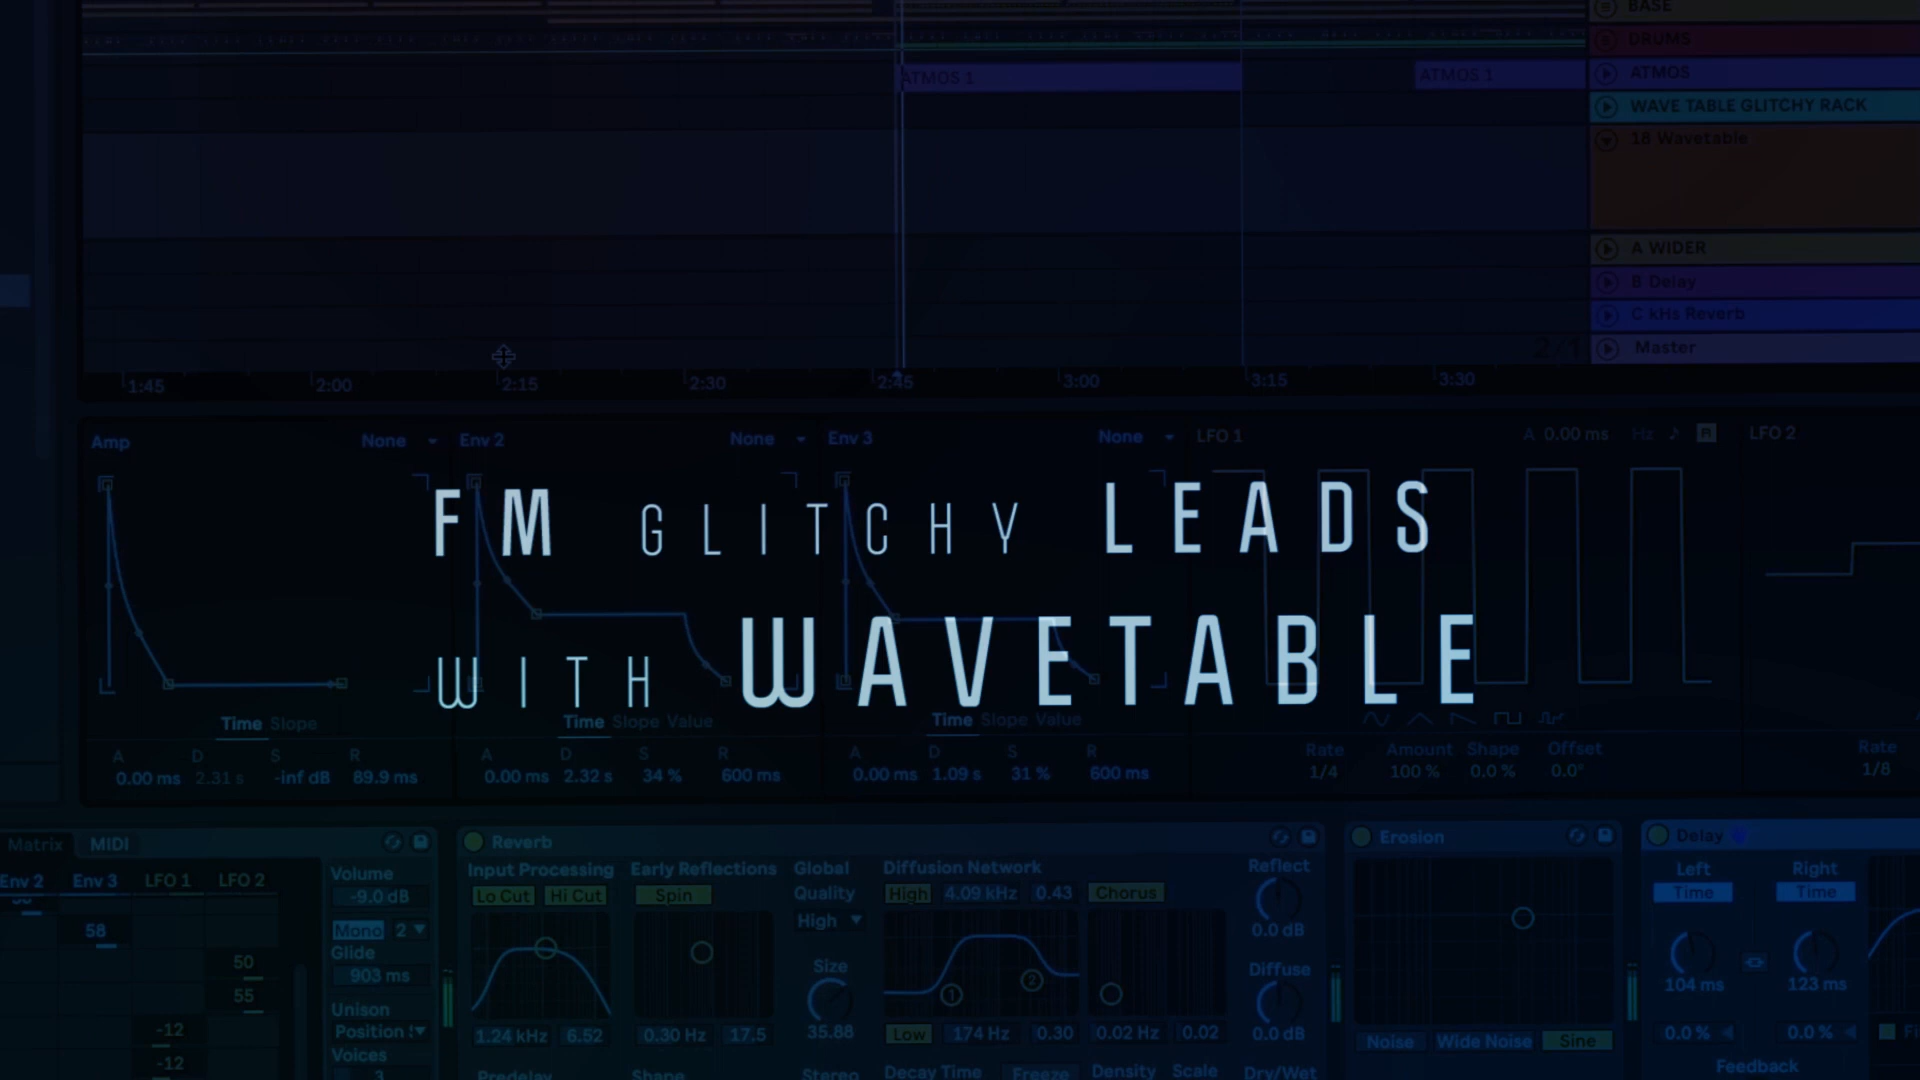 BASE
DRUMS
ATMOS 1
ATMOS 1
ATMOS
WAVE TABLE GLITCHY RACK
18 Wavetable
A WIDER
B Delay
C kHs Reverb
2/1
Master
1:45 2:00 2:15 2:30 2:45 3:00 3:15 3:30
Amp None Env 2 None Env 3 None LFO 1 A 0.00 ms Hz R LFO 2
FM GLITCHY LEADS
WITH WAVETABLE
Time Slope Time Slope Value Time Slope Value
A D S R A D S R A D S R Rate Amount Shape Offset Rate
0.00 ms 2.31 s -inf dB 89.9 ms 0.00 ms 2.32 s 34 % 600 ms 0.00 ms 1.09 s 31 % 600 ms 1/4 100 % 0.0 % 0.0° 1/8
Matrix MIDI Reverb Erosion Delay
Env 2 Env 3 LFO 1 LFO 2 Volume Input Processing Early Reflections Global Diffusion Network Reflect Left Right
-9.0 dB Lo Cut Hi Cut Spin Quality High 4.09 kHz 0.43 Chorus Time Time
58 Mono 2 High 0.0 dB
Glide
50 903 ms Size 1 2 Diffuse 104 ms 123 ms
55 Unison
-12 Position 35.88 0.0 dB
1.24 kHz 6.52 0.30 Hz 17.5 Low 174 Hz 0.30 0.02 Hz 0.02 Noise Wide Noise Sine 0.0 % 0.0 %
-12 Voices
3 Predelay Shape Stereo Decay Time Freeze Density Scale Dry/Wet Feedback